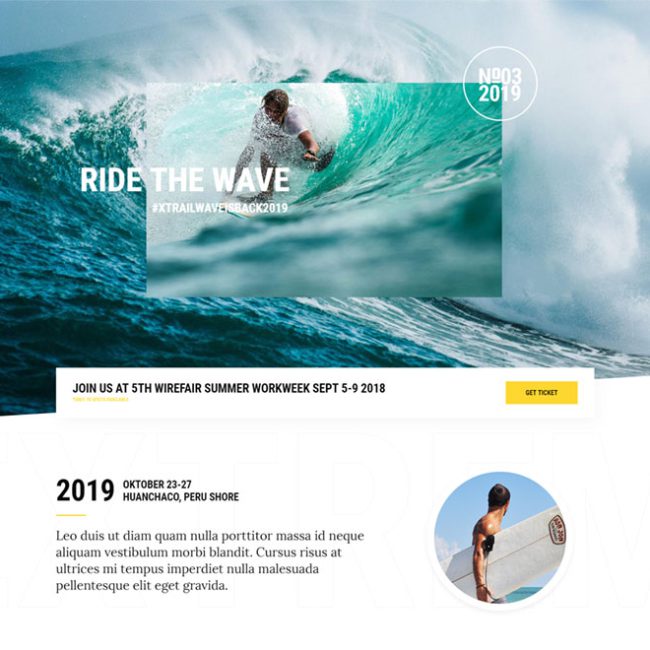 Nº03
2019
RIDE THE WAVE
#XTRAILWAVEISBACK2019
JOIN US AT 5TH WIREFAIR SUMMER WORKWEEK SEPT 5-9 2018
GET TICKET
EXTREM
2019
OKTOBER 23-27
HUANCHACO, PERU SHORE
Leo duis ut diam quam nulla porttitor massa id neque
aliquam vestibulum morbi blandit. Cursus risus at
ultrices mi tempus imperdiet nulla malesuada
pellentesque elit eget gravida.